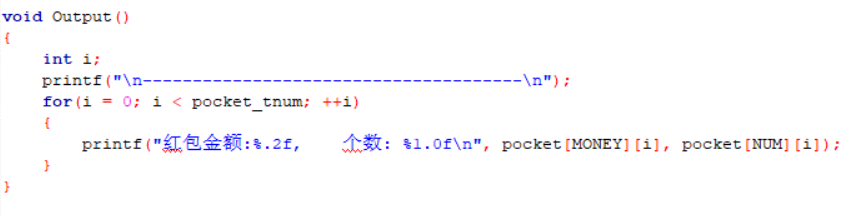 void Output()
{
    int i;
    printf("\n--------------------------------------\n");
    for(i = 0; i < pocket_tnum; ++i)
    {
        printf("红包金额:%.2f,    个数: %1.0f\n", pocket[MONEY][i], pocket[NUM][i]);
    }
}